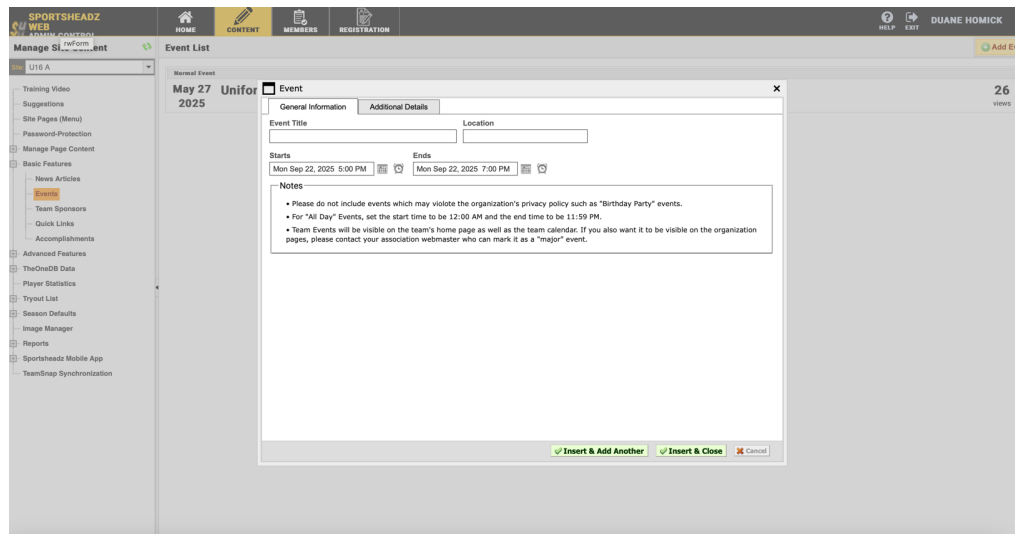 SPORTSHEADZ
WEB
ADMIN CONTROL
HOME
CONTENT
MEMBERS
REGISTRATION
HELP
EXIT
DUANE HOMICK
Manage Site Content
rwForm
Event List
Add Ev
Site: U16 A
Training Video
Suggestions
Site Pages (Menu)
Password-Protection
Manage Page Content
Basic Features
News Articles
Events
Team Sponsors
Quick Links
Accomplishments
Advanced Features
TheOneDB Data
Player Statistics
Tryout List
Season Defaults
Image Manager
Reports
Sportsheadz Mobile App
TeamSnap Synchronization
Normal Event
May 27
2025
Unifor
26
views
Event
General Information
Additional Details
Event Title
Location
Starts
Ends
Mon Sep 22, 2025 5:00 PM
Mon Sep 22, 2025 7:00 PM
Notes
• Please do not include events which may violote the organization's privacy policy such as "Birthday Party" events.
• For "All Day" Events, set the start time to be 12:00 AM and the end time to be 11:59 PM.
• Team Events will be visible on the team's home page as well as the team calendar. If you also want it to be visible on the organization
pages, please contact your association webmaster who can mark it as a "major" event.
Insert & Add Another
Insert & Close
Cancel